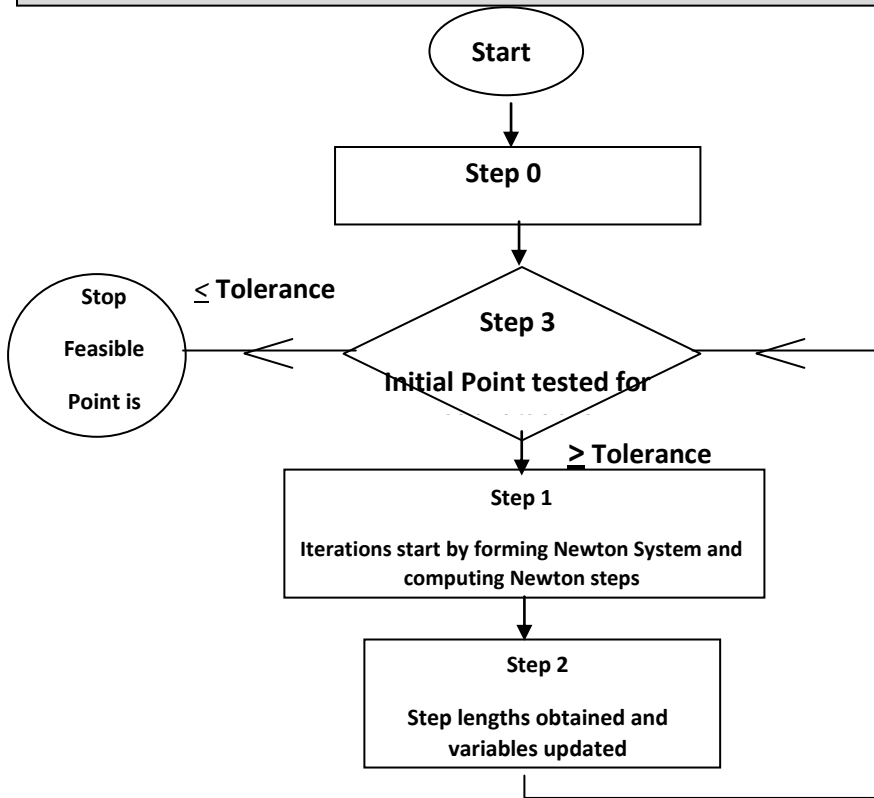 Start
Step 0
≤ Tolerance
Stop
Feasible
Point is
Step 3
Initial Point tested for
≥ Tolerance
Step 1
Iterations start by forming Newton System and
computing Newton steps
Step 2
Step lengths obtained and
variables updated